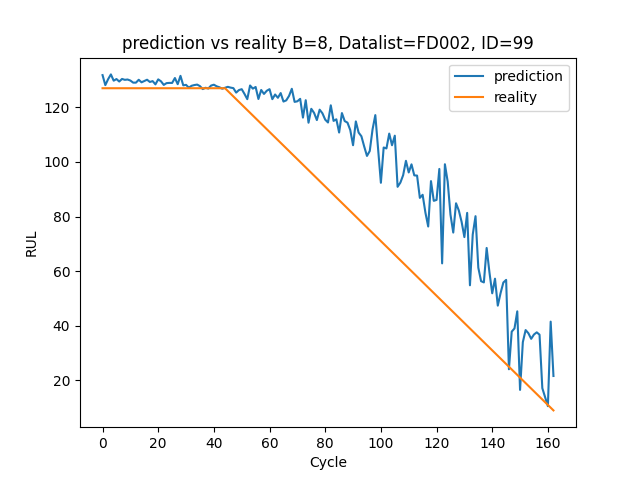 prediction vs reality B=8, Datalist=FD002, ID=99
prediction
reality
RUL
120
100
80
60
40
20
0 20 40 60 80 100 120 140 160
Cycle